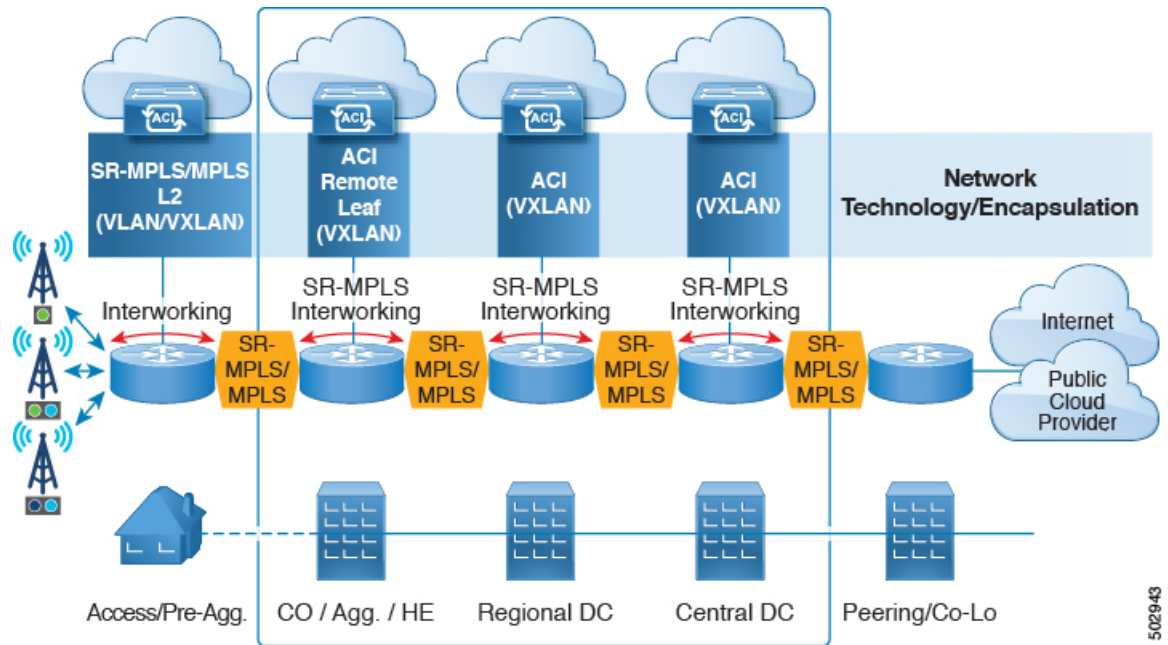 ACI
ACI
ACI
ACI
SR-MPLS/MPLS
L2
(VLAN/VXLAN)
ACI
Remote
Leaf
(VXLAN)
ACI
(VXLAN)
ACI
(VXLAN)
Network
Technology/Encapsulation
Interworking
SR-MPLS
Interworking
SR-MPLS
Interworking
SR-MPLS
Interworking
SR-
MPLS/
MPLS
SR-
MPLS/
MPLS
SR-
MPLS/
MPLS
SR-
MPLS/
MPLS
Internet
Public
Cloud
Provider
Access/Pre-Agg.
CO / Agg. / HE
Regional DC
Central DC
Peering/Co-Lo
502943